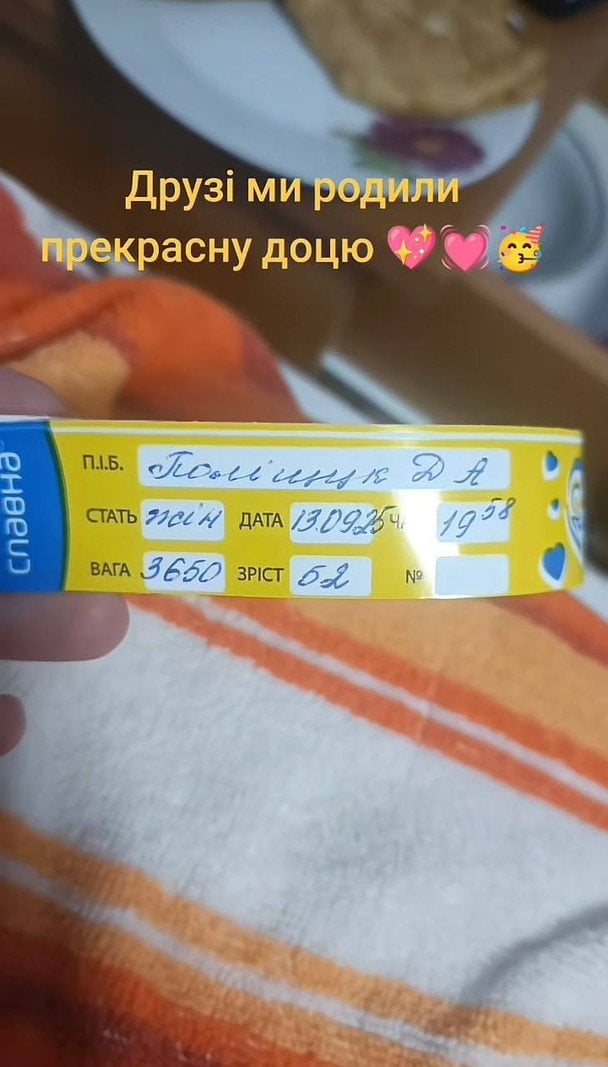 Друзі ми родили
прекрасну доцю 💖💓🥳
славна
П.І.Б. Поліщук Д А
СТАТЬ жін ДАТА 13.09.25 19 58
ВАГА 3650 ЗРІСТ 52 №